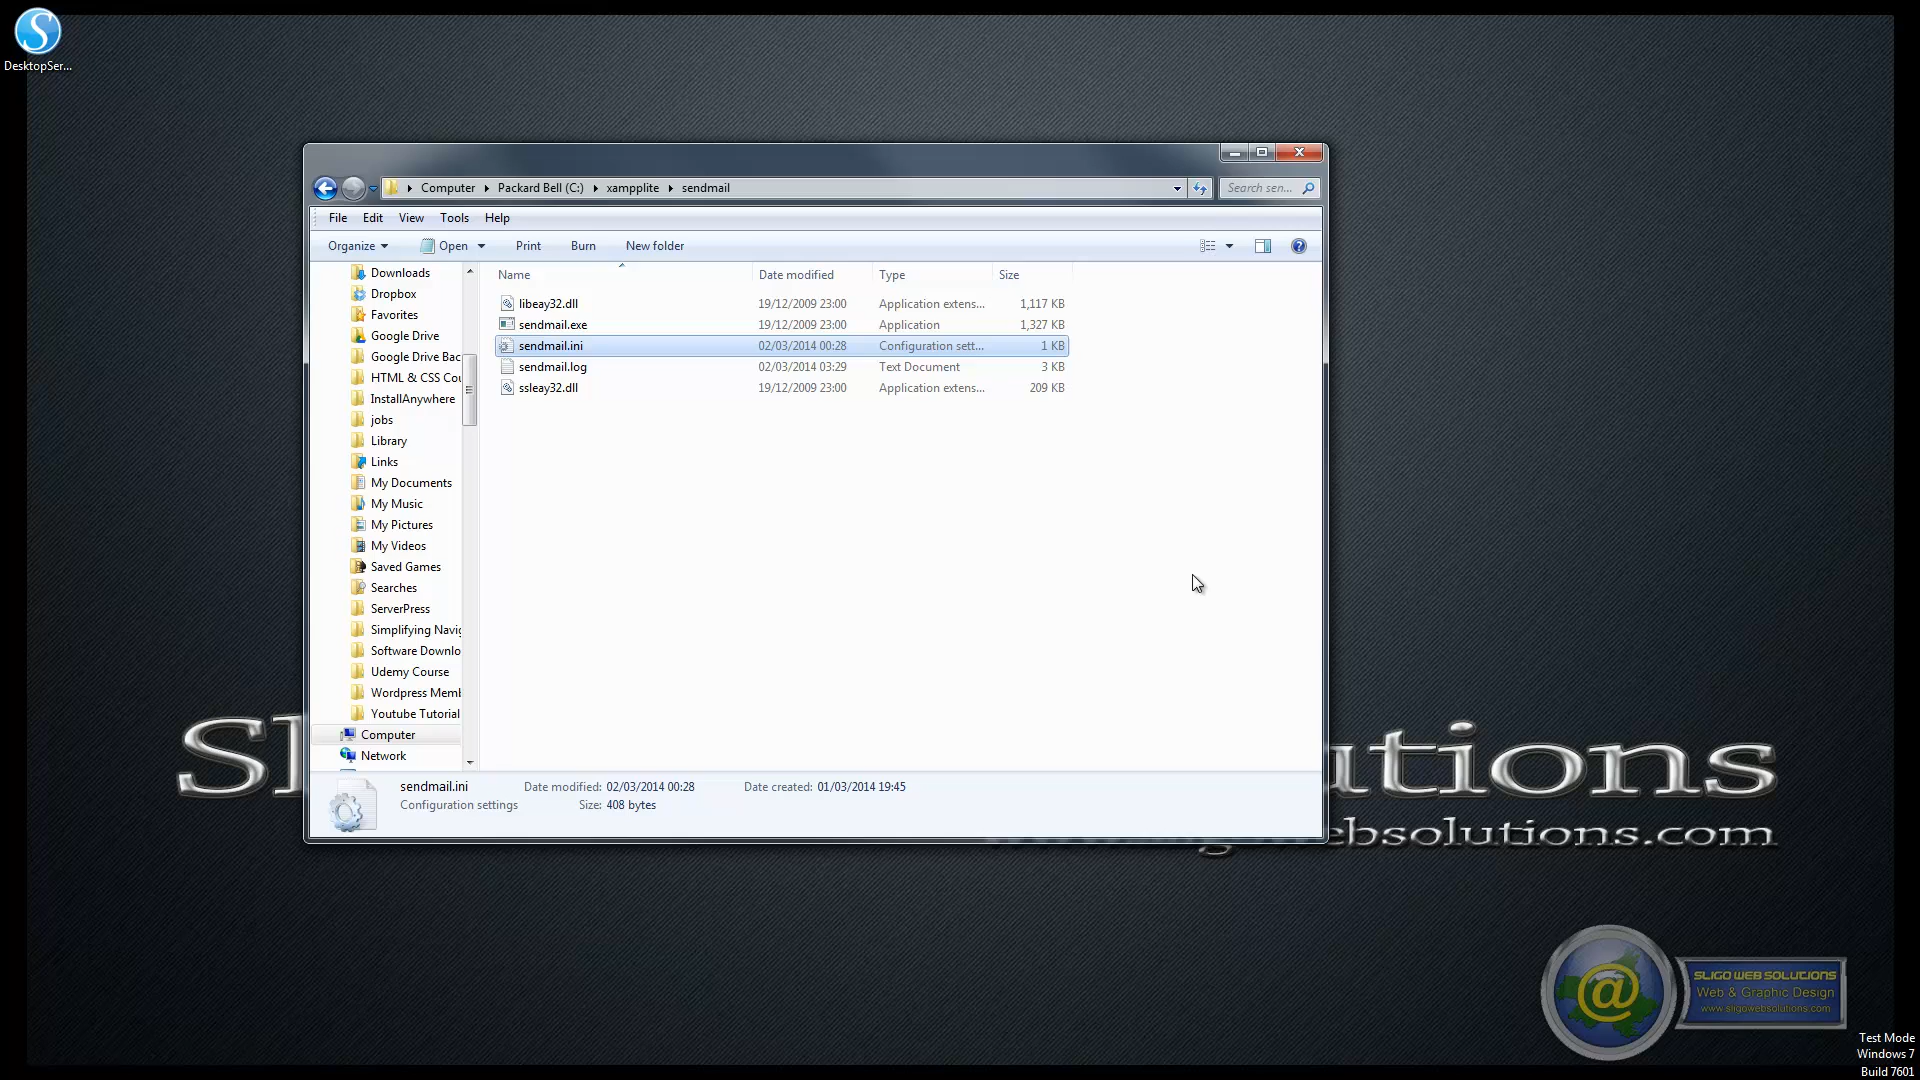 DesktopSer...
Computer Packard Bell (C:) xampplite sendmail
Search sen...
File Edit View Tools Help
Organize Open Print Burn New folder
Name Date modified Type Size
libeay32.dll 19/12/2009 23:00 Application extens... 1,117 KB
sendmail.exe 19/12/2009 23:00 Application 1,327 KB
sendmail.ini 02/03/2014 00:28 Configuration sett... 1 KB
sendmail.log 02/03/2014 03:29 Text Document 3 KB
ssleay32.dll 19/12/2009 23:00 Application extens... 209 KB
Downloads
Dropbox
Favorites
Google Drive
Google Drive Bac
HTML & CSS Cou
InstallAnywhere
jobs
Library
Links
My Documents
My Music
My Pictures
My Videos
Saved Games
Searches
ServerPress
Simplifying Navig
Software Downlo
Udemy Course
Wordpress Memb
Youtube Tutorial
Computer
Network
sendmail.ini Date modified: 02/03/2014 00:28 Date created: 01/03/2014 19:45
Configuration settings Size: 408 bytes
Sl utions
ebsolutions.com
@
SLIGO WEB SOLUTIONS
Web & Graphic Design
www.sligowebsolutions.com
Test Mode
Windows 7
Build 7601